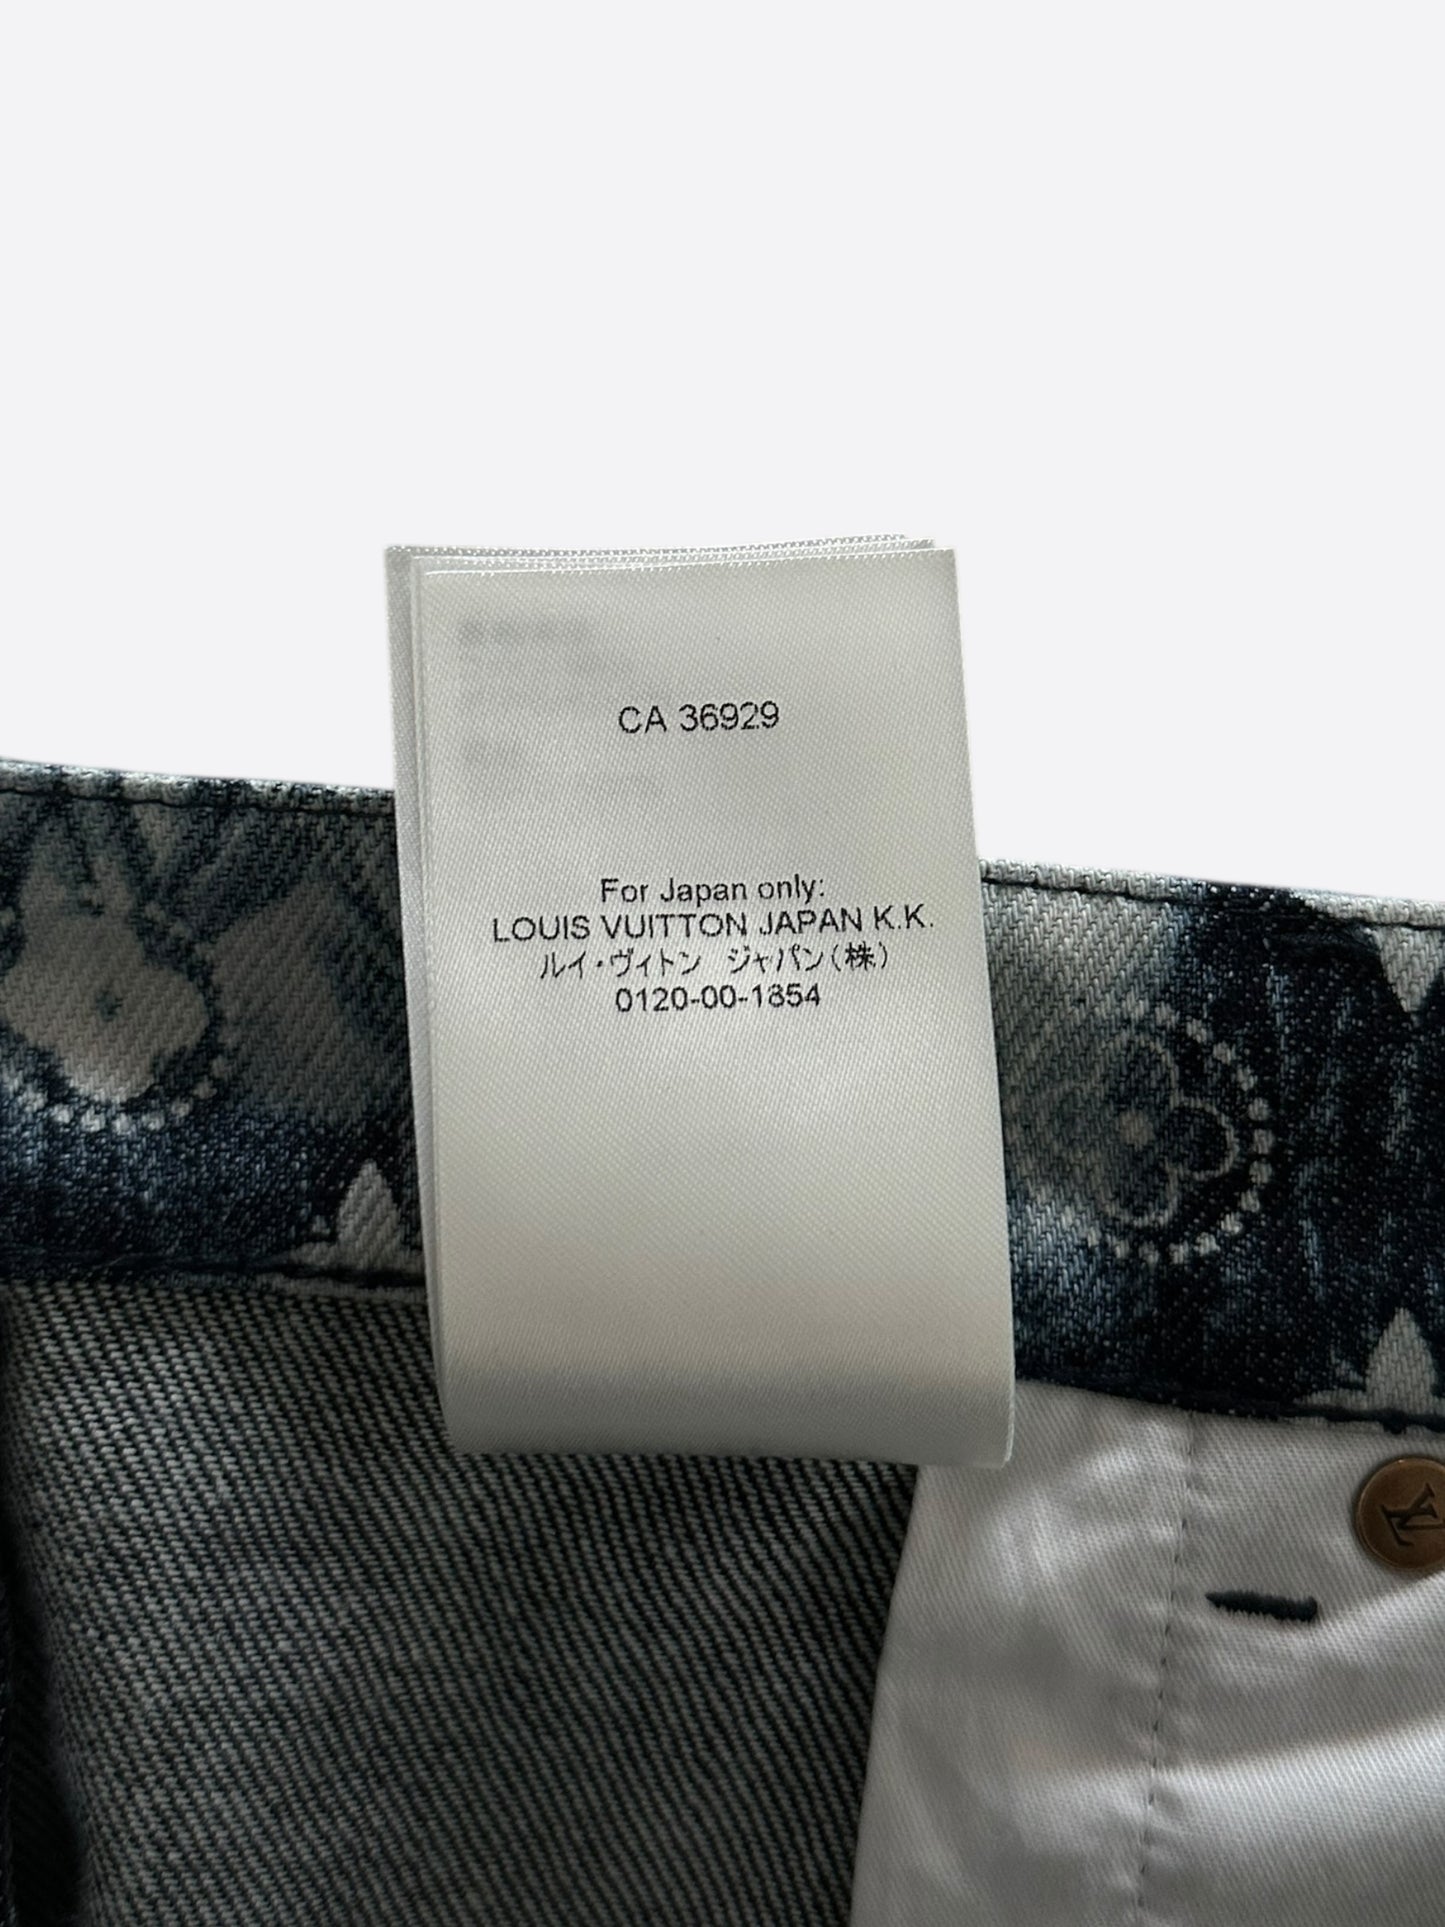 CA 36929
For Japan only:
LOUIS VUITTON JAPAN K.K.
ルイ・ヴィトン ジャパン(株)
0120-00-1854
LV